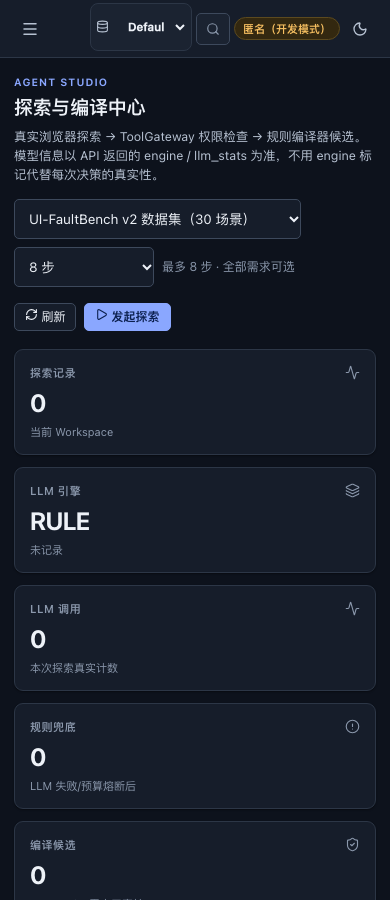 Defaul
匿名（开发模式）
AGENT STUDIO
探索与编译中心
真实浏览器探索 → ToolGateway 权限检查 → 规则编译器候选。
模型信息以 API 返回的 engine / llm_stats 为准，不用 engine 标
记代替每次决策的真实性。
UI-FaultBench v2 数据集（30 场景）
8 步
最多 8 步 · 全部需求可选
刷新
发起探索
探索记录
0
当前 Workspace
LLM 引擎
RULE
未记录
LLM 调用
0
本次探索真实计数
规则兜底
0
LLM 失败/预算熔断后
编译候选
0